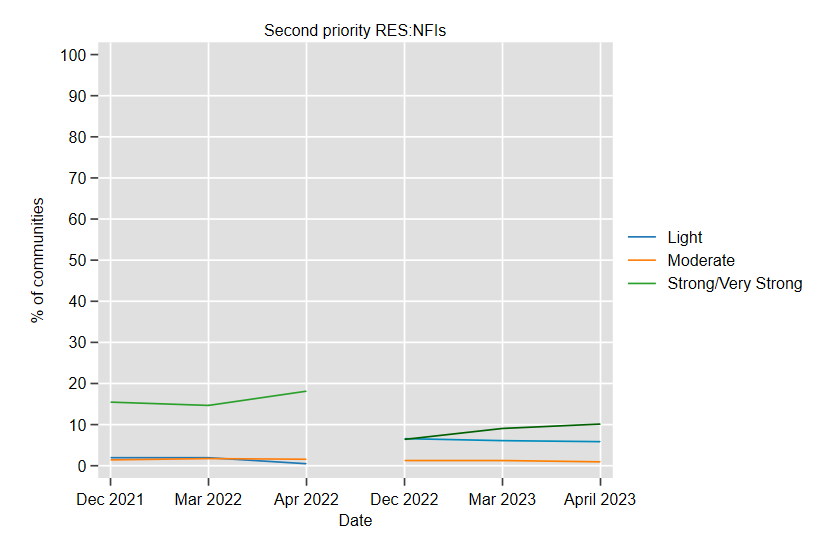 Second priority RES:NFIs
100
90
80
70
60
50
40
30
20
10
0
% of communities
Dec 2021 Mar 2022 Apr 2022 Dec 2022 Mar 2023 April 2023
Date
Light
Moderate
Strong/Very Strong